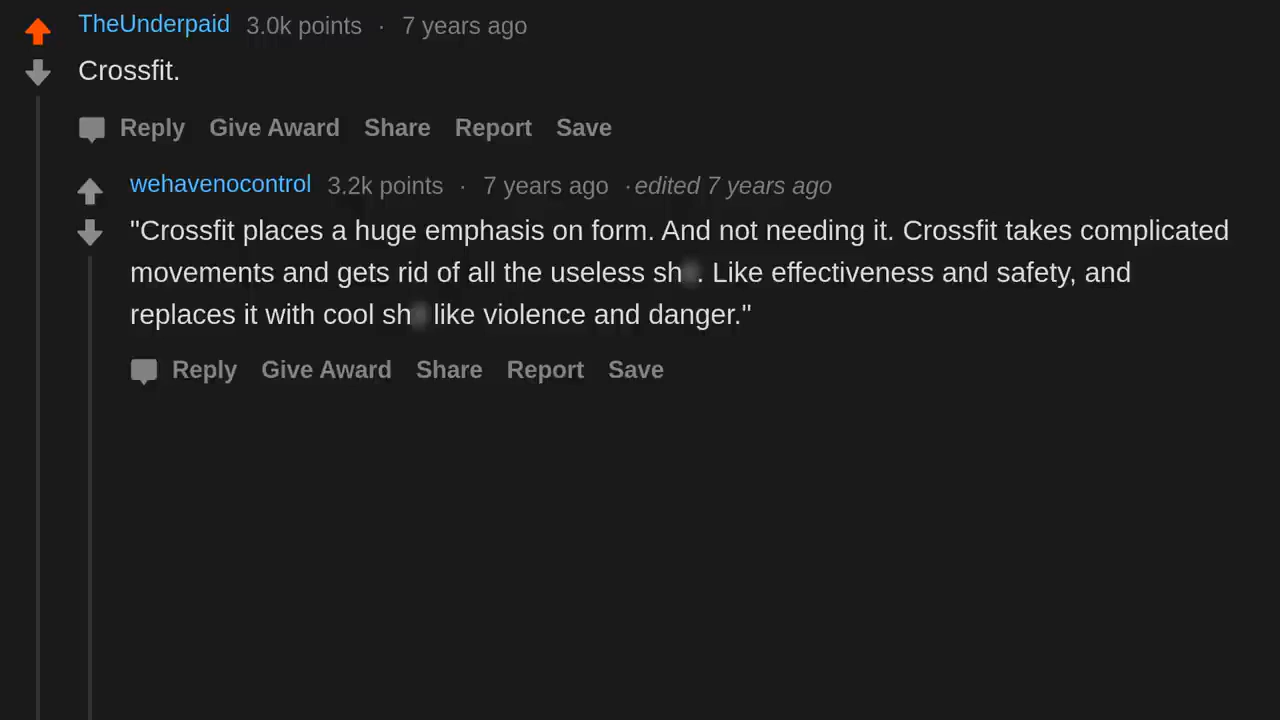 TheUnderpaid 3.0k points · 7 years ago
Crossfit.
Reply Give Award Share Report Save
wehavenocontrol 3.2k points · 7 years ago · edited 7 years ago
"Crossfit places a huge emphasis on form. And not needing it. Crossfit takes complicated
movements and gets rid of all the useless sh . Like effectiveness and safety, and
replaces it with cool sh like violence and danger."
Reply Give Award Share Report Save